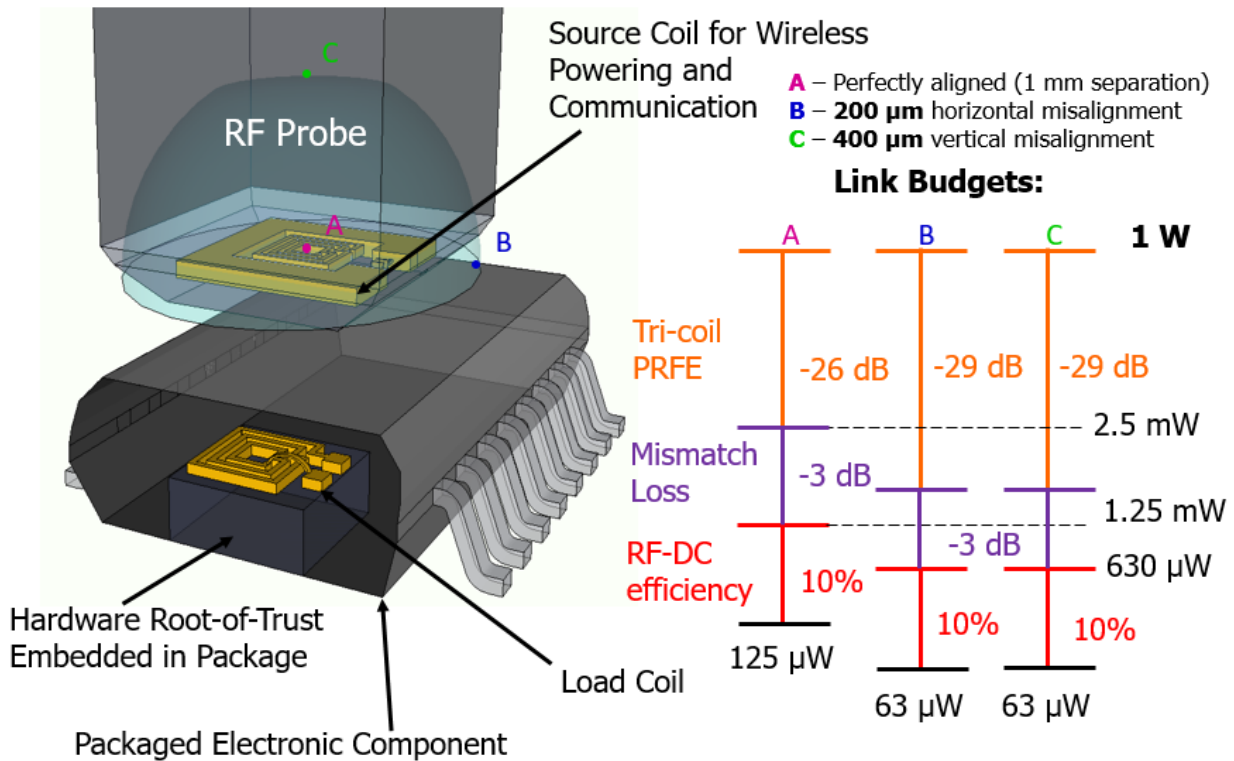 C
RF Probe
A
B
Source Coil for Wireless
Powering and
Communication
Hardware Root-of-Trust
Embedded in Package
Load Coil
Packaged Electronic Component
A – Perfectly aligned (1 mm separation)
B – 200 µm horizontal misalignment
C – 400 µm vertical misalignment
Link Budgets:
A
B
C
1 W
Tri-coil
PRFE
-26 dB
-29 dB
-29 dB
2.5 mW
Mismatch
Loss
-3 dB
1.25 mW
-3 dB
RF-DC
efficiency
630 µW
10%
10%
10%
125 µW
63 µW
63 µW